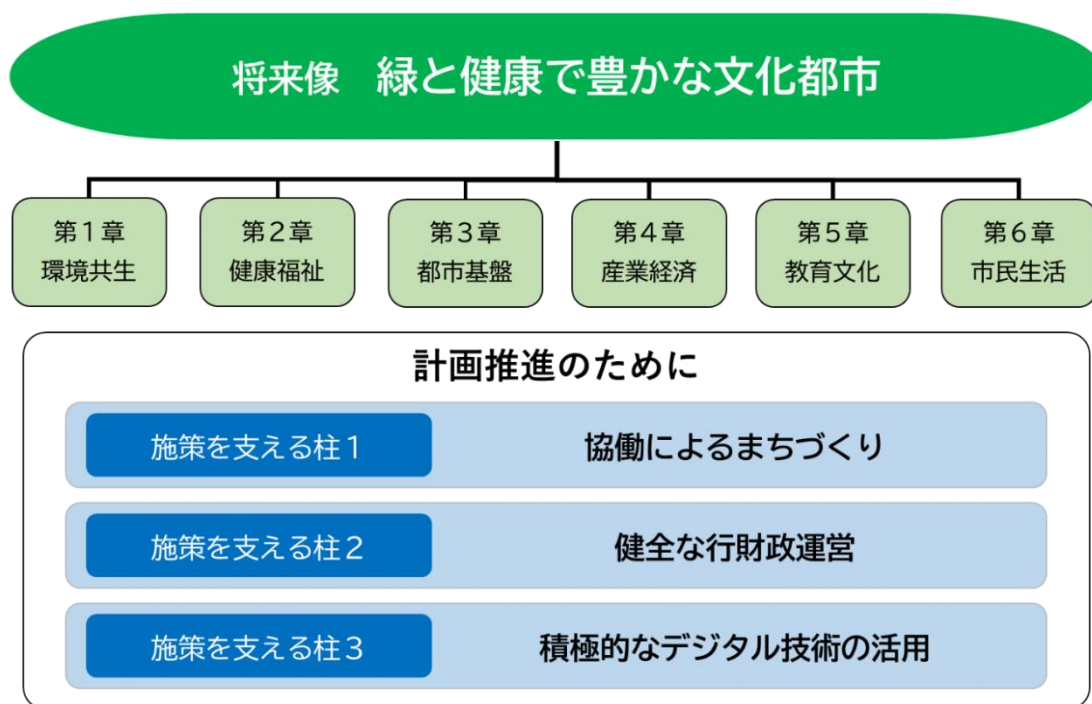 将来像　緑と健康で豊かな文化都市
第１章
環境共生
第２章
健康福祉
第３章
都市基盤
第４章
産業経済
第５章
教育文化
第６章
市民生活
計画推進のために
施策を支える柱１
協働によるまちづくり
施策を支える柱２
健全な行財政運営
施策を支える柱３
積極的なデジタル技術の活用